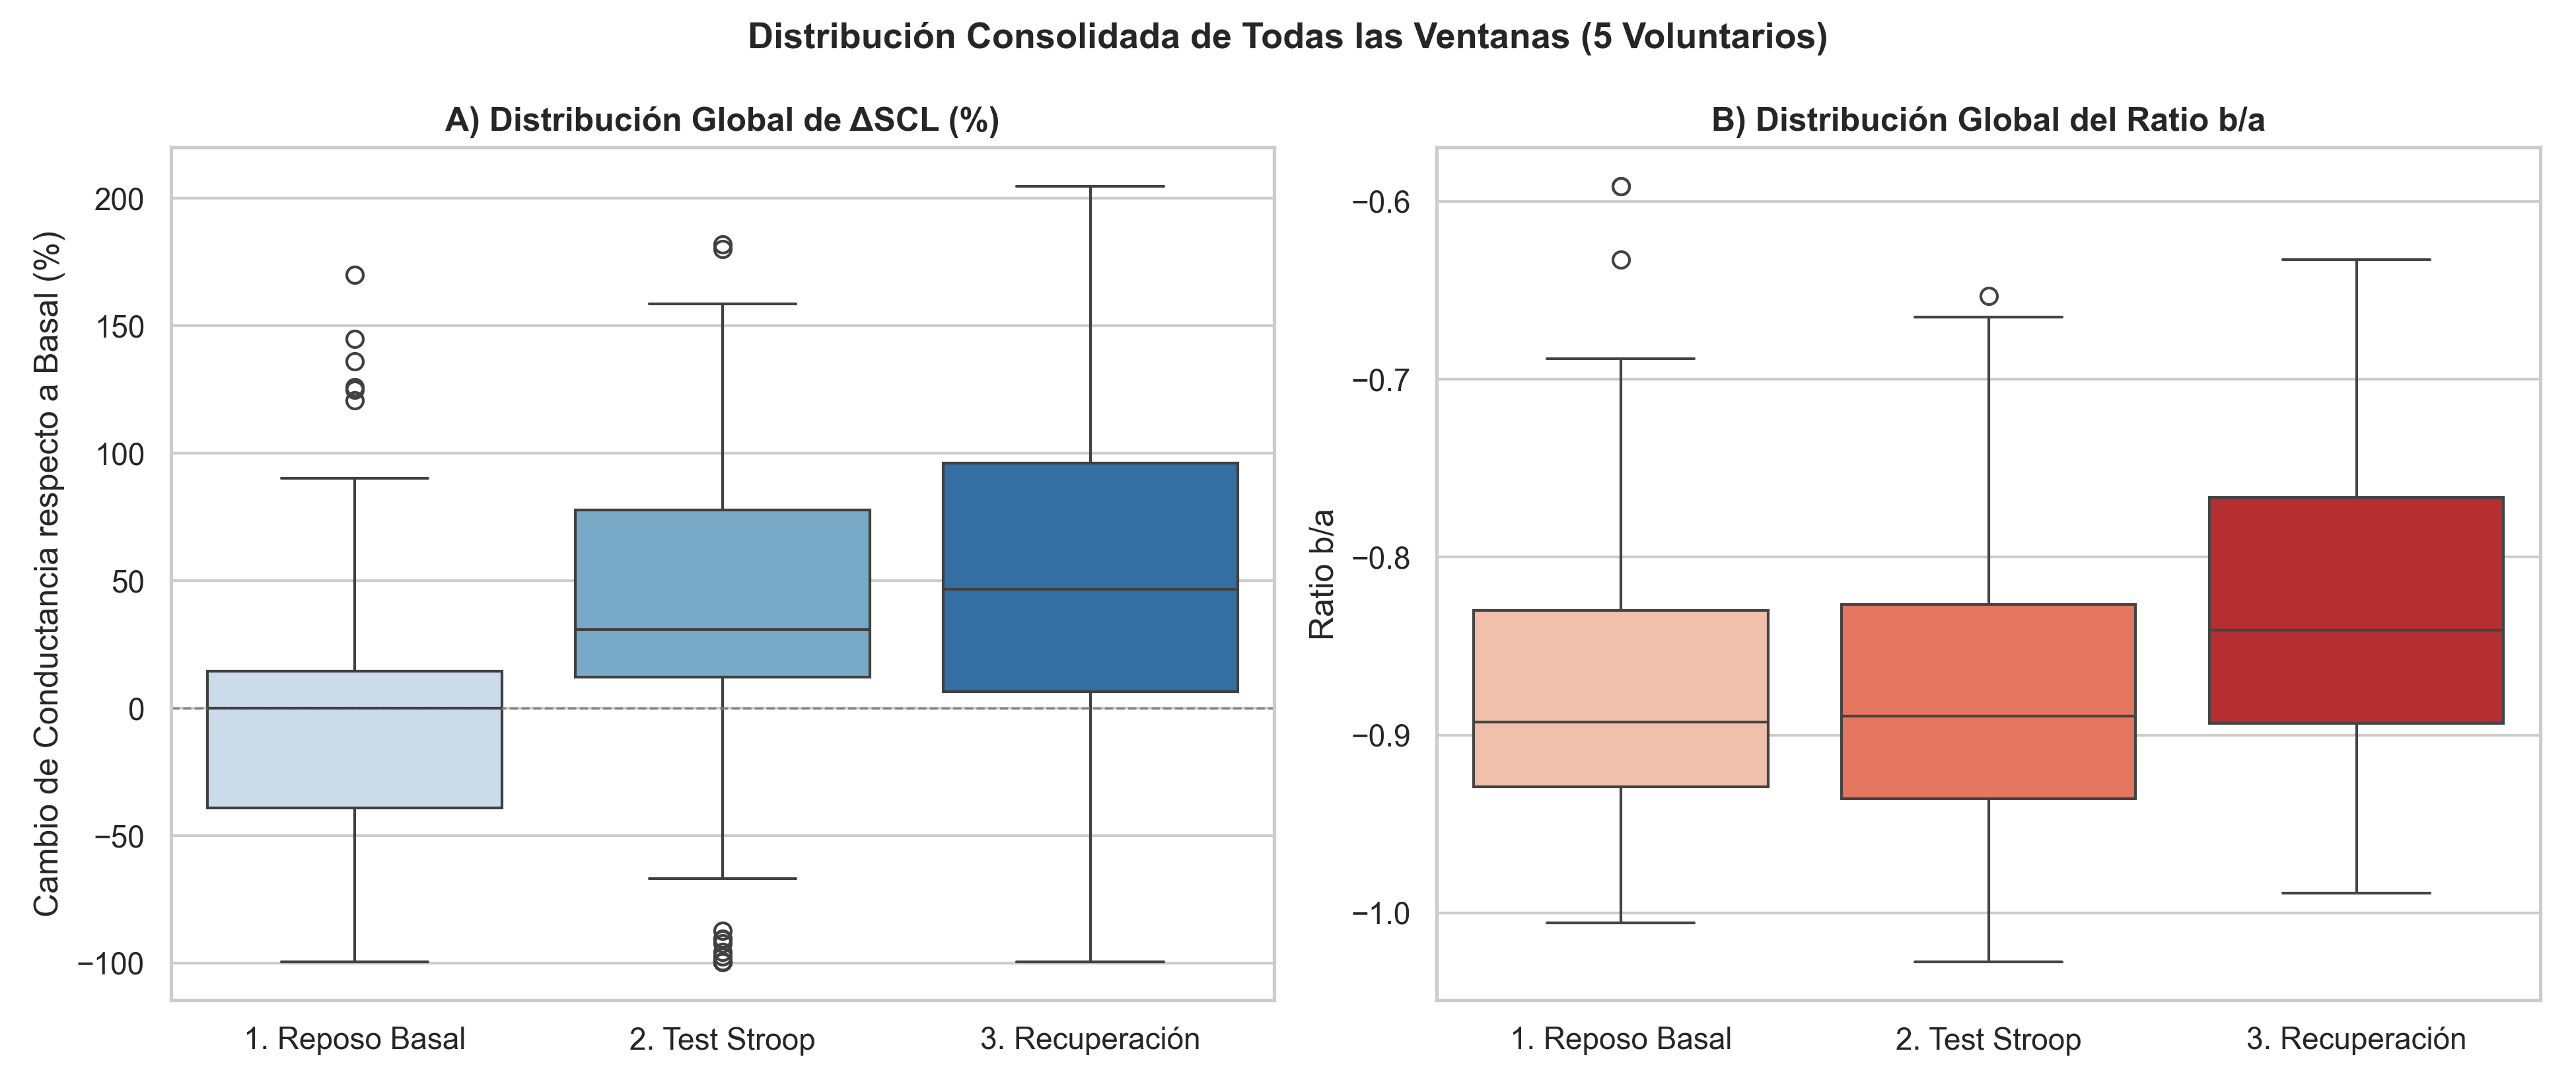 Distribución Consolidada de Todas las Ventanas (5 Voluntarios)
A) Distribución Global de ΔSCL (%)
Cambio de Conductancia respecto a Basal (%)
200
150
100
50
0
−50
−100
1. Reposo Basal
2. Test Stroop
3. Recuperación
B) Distribución Global del Ratio b/a
Ratio b/a
−0.6
−0.7
−0.8
−0.9
−1.0
1. Reposo Basal
2. Test Stroop
3. Recuperación